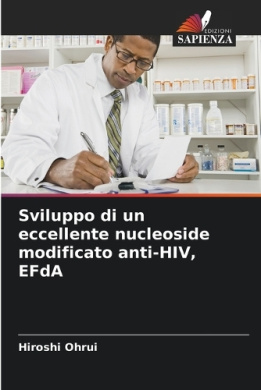 EDIZIONI
SAPIENZA
Sviluppo di un
eccellente nucleoside
modificato anti-HIV,
EFdA
Hiroshi Ohrui